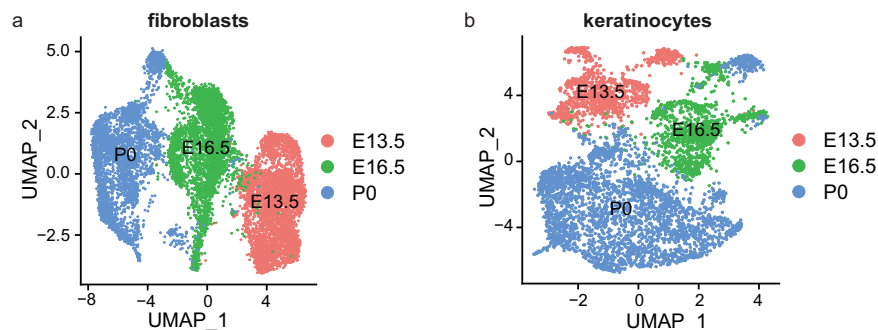 a
fibroblasts
5.0
2.5
0.0
−2.5
UMAP_2
P0
E16.5
E13.5
−8
−4
0
4
UMAP_1
E13.5
E16.5
P0
b
keratinocytes
4
0
−4
UMAP_2
E13.5
E16.5
P0
−2
0
2
4
UMAP_1
E13.5
E16.5
P0